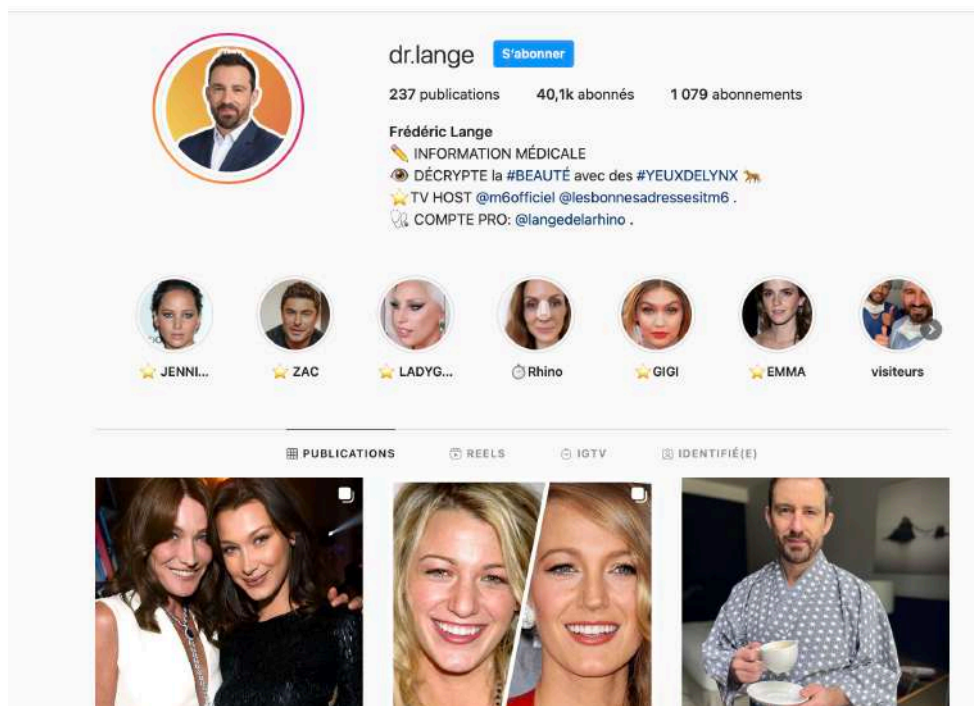 dr.lange S'abonner
237 publications 40,1k abonnés 1 079 abonnements
Frédéric Lange
✏️ INFORMATION MÉDICALE
👁 DÉCRYPTE la #BEAUTÉ avec des #YEUXDELYNX 🐆
⭐TV HOST @m6officiel @lesbonnesadressesitm6 .
🩺 COMPTE PRO: @langedelarhino .
⭐ JENNI... ⭐ ZAC ⭐ LADYG... ⏱Rhino ⭐GIGI ⭐EMMA visiteurs
PUBLICATIONS REELS IGTV IDENTIFIÉ(E)